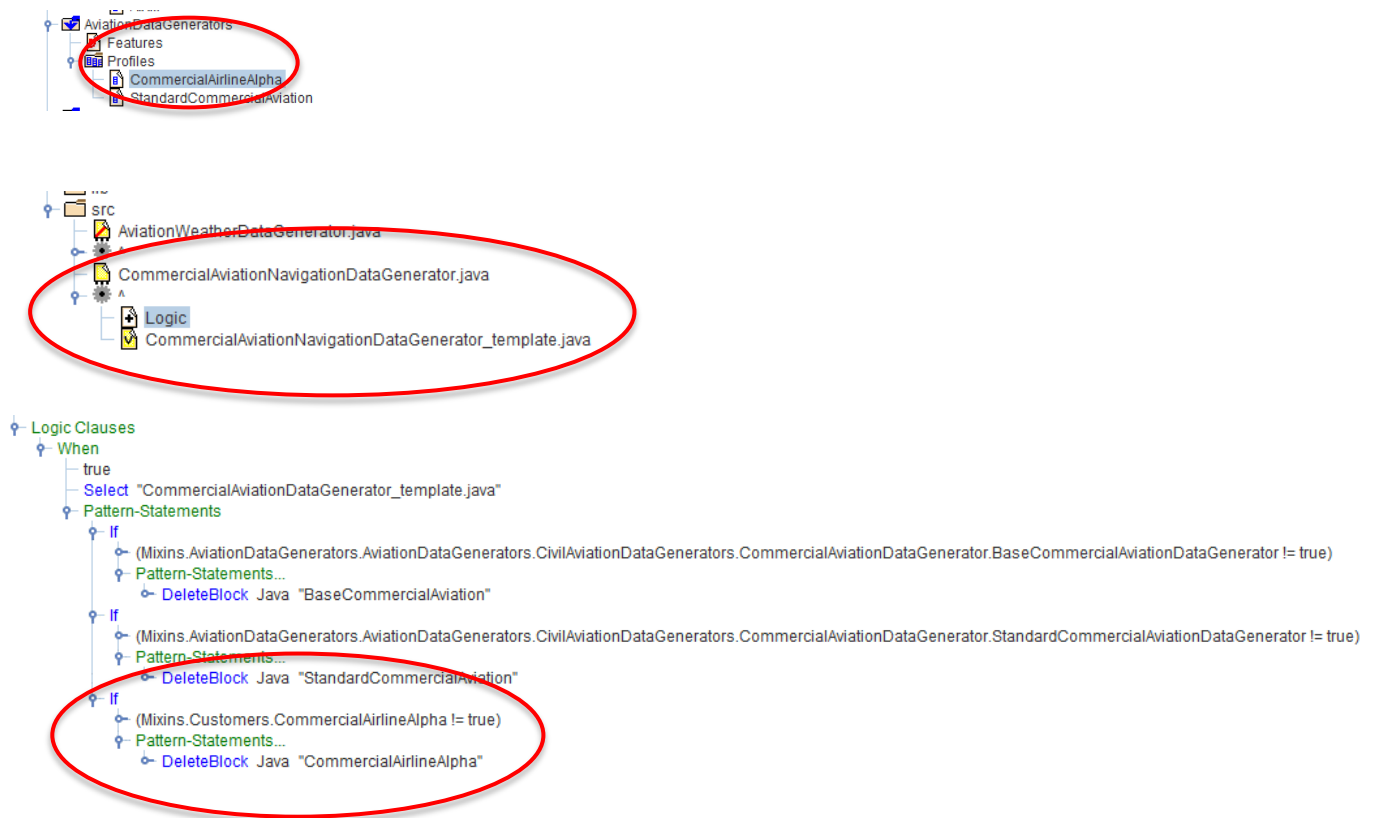 AviationDataGenerators
Features
Profiles
CommercialAirlineAlpha
StandardCommercialAviation
src
AviationWeatherDataGenerator.java
^
CommercialAviationNavigationDataGenerator.java
^
Logic
CommercialAviationNavigationDataGenerator_template.java
Logic Clauses
When
true
Select "CommercialAviationDataGenerator_template.java"
Pattern-Statements
If
(Mixins.AviationDataGenerators.AviationDataGenerators.CivilAviationDataGenerators.CommercialAviationDataGenerator.BaseCommercialAviationDataGenerator != true)
Pattern-Statements...
DeleteBlock Java "BaseCommercialAviation"
If
(Mixins.AviationDataGenerators.AviationDataGenerators.CivilAviationDataGenerators.CommercialAviationDataGenerator.StandardCommercialAviationDataGenerator != true)
Pattern-Statements...
DeleteBlock Java "StandardCommercialAviation"
If
(Mixins.Customers.CommercialAirlineAlpha != true)
Pattern-Statements...
DeleteBlock Java "CommercialAirlineAlpha"